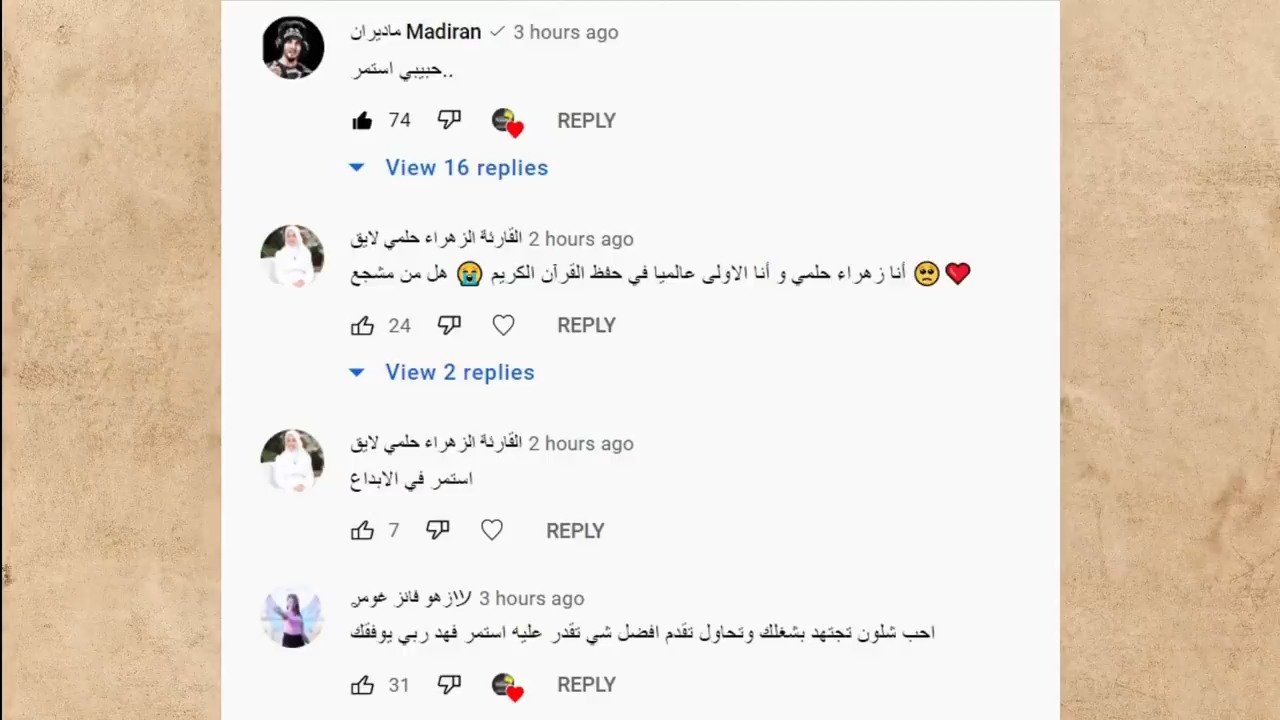 ماديران Madiran 3 hours ago
حبيبي استمر..
74 REPLY
View 16 replies
القارئة الزهراء حلمي لايق 2 hours ago
أنا زهراء حلمي و أنا الاولى عالميا في حفظ القرآن الكريم 😭 هل من مشجع 🥺❤️
24 REPLY
View 2 replies
القارئة الزهراء حلمي لايق 2 hours ago
استمر في الابداع
7 REPLY
فائز غومر 3 hours ago
احب شلون تجتهد بشغلك وتحاول تقدم افضل شي تقدر عليه استمر فهد ربي يوفقك
31 REPLY